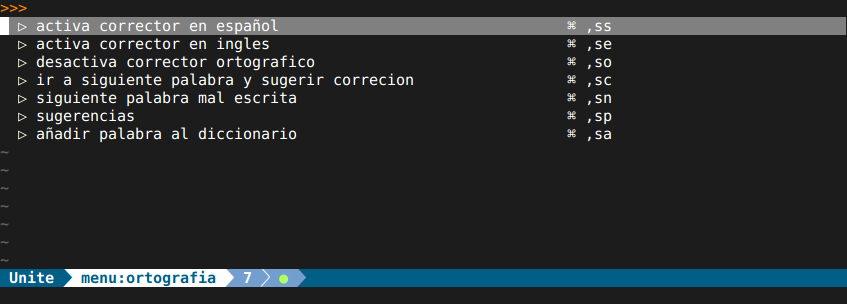 >>>
▷ activa corrector en español ⌘ ,ss
▷ activa corrector en ingles ⌘ ,se
▷ desactiva corrector ortografico ⌘ ,so
▷ ir a siguiente palabra y sugerir correcion ⌘ ,sc
▷ siguiente palabra mal escrita ⌘ ,sn
▷ sugerencias ⌘ ,sp
▷ añadir palabra al diccionario ⌘ ,sa
~
~
~
~
~
~
~
Unite menu:ortografia 7 ●